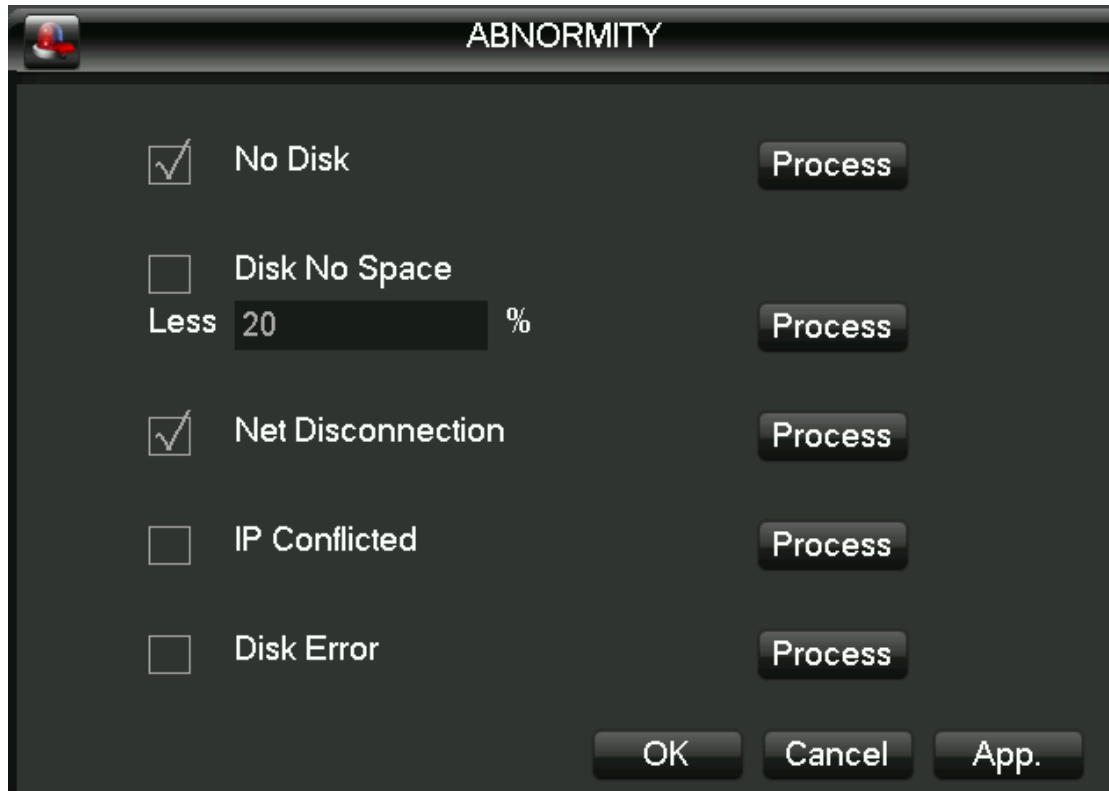 ABNORMITY
No Disk Process
Disk No Space
Less 20 % Process
Net Disconnection Process
IP Conflicted Process
Disk Error Process
OK Cancel App.